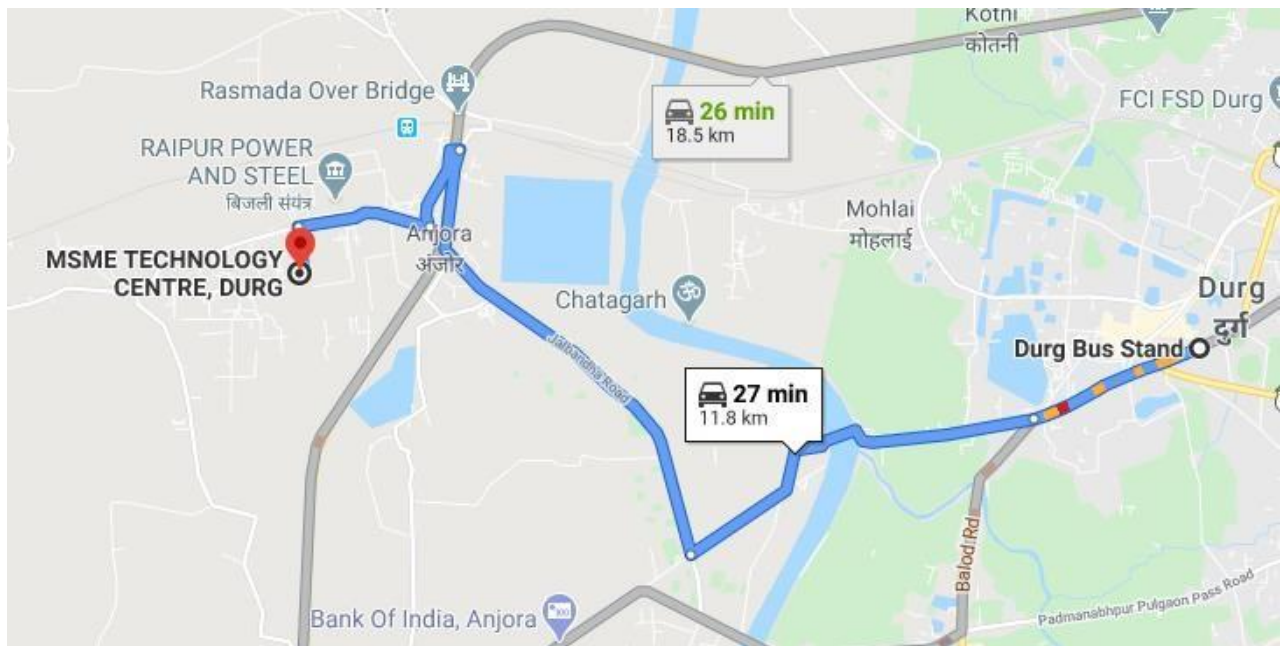 Kotni
कोतनी
Rasmada Over Bridge
26 min
18.5 km
FCI FSD Durg
RAIPUR POWER
AND STEEL
बिजली संयंत्र
Mohlai
मोहलाई
Anjora
अंजोर
MSME TECHNOLOGY
CENTRE, DURG
Chatagarh
Durg
दुर्ग
Durg Bus Stand
Jalbandha Road
27 min
11.8 km
Balod Rd
Padmanabhpur Pulgaon Pass Road
Bank Of India, Anjora